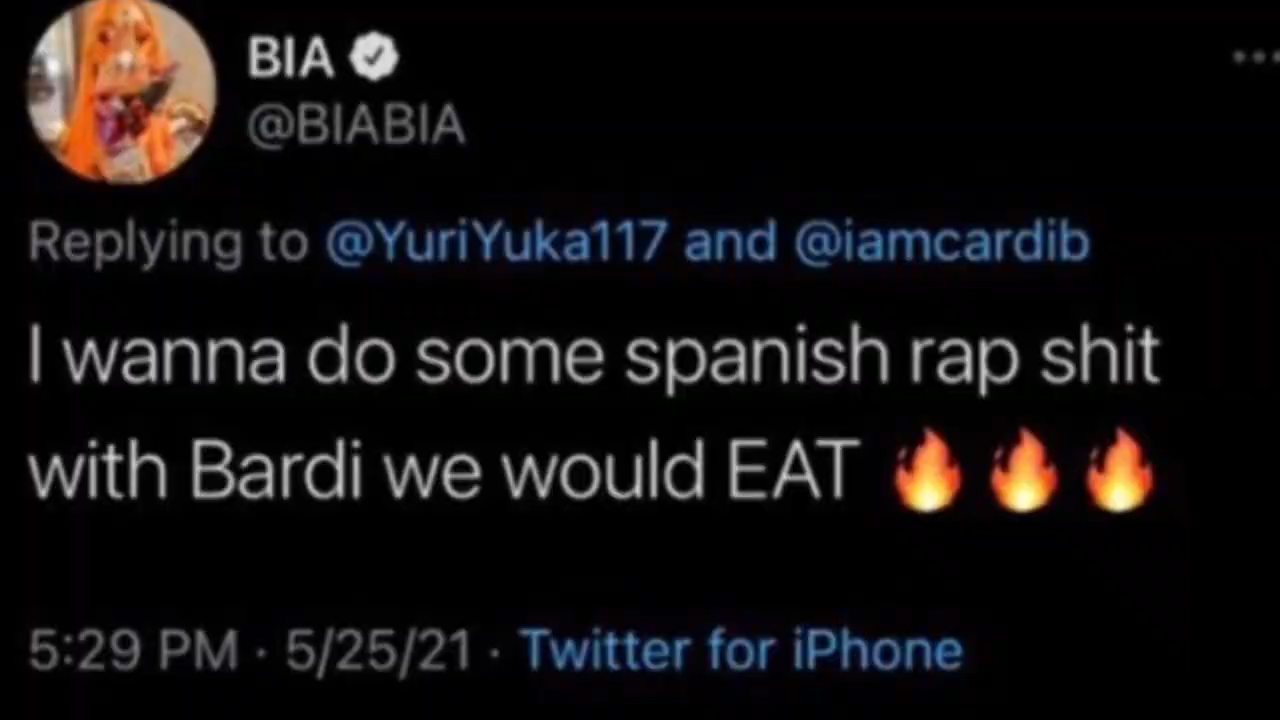 BIA
@BIABIA
Replying to @YuriYuka117 and @iamcardib
I wanna do some spanish rap shit
with Bardi we would EAT 🔥🔥🔥
5:29 PM · 5/25/21 · Twitter for iPhone